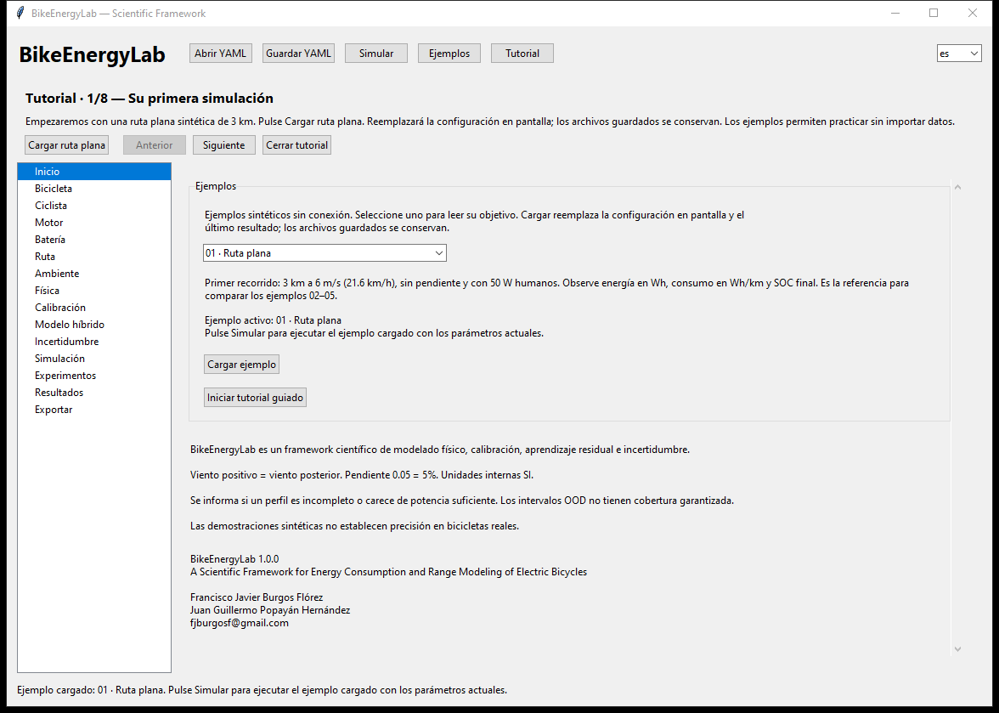 BikeEnergyLab — Scientific Framework
BikeEnergyLab
Abrir YAML
Guardar YAML
Simular
Ejemplos
Tutorial
es
Tutorial · 1/8 — Su primera simulación
Empezaremos con una ruta plana sintética de 3 km. Pulse Cargar ruta plana. Reemplazará la configuración en pantalla; los archivos guardados se conservan. Los ejemplos permiten practicar sin importar datos.
Cargar ruta plana
Anterior
Siguiente
Cerrar tutorial
Inicio
Bicicleta
Ciclista
Motor
Batería
Ruta
Ambiente
Física
Calibración
Modelo híbrido
Incertidumbre
Simulación
Experimentos
Resultados
Exportar
Ejemplos
Ejemplos sintéticos sin conexión. Seleccione uno para leer su objetivo. Cargar reemplaza la configuración en pantalla y el
último resultado; los archivos guardados se conservan.
01 · Ruta plana
Primer recorrido: 3 km a 6 m/s (21.6 km/h), sin pendiente y con 50 W humanos. Observe energía en Wh, consumo en Wh/km y SOC final. Es la referencia para
comparar los ejemplos 02–05.
Ejemplo activo: 01 · Ruta plana
Pulse Simular para ejecutar el ejemplo cargado con los parámetros actuales.
Cargar ejemplo
Iniciar tutorial guiado
BikeEnergyLab es un framework científico de modelado físico, calibración, aprendizaje residual e incertidumbre.
Viento positivo = viento posterior. Pendiente 0.05 = 5%. Unidades internas SI.
Se informa si un perfil es incompleto o carece de potencia suficiente. Los intervalos OOD no tienen cobertura garantizada.
Las demostraciones sintéticas no establecen precisión en bicicletas reales.
BikeEnergyLab 1.0.0
A Scientific Framework for Energy Consumption and Range Modeling of Electric Bicycles
Francisco Javier Burgos Flórez
Juan Guillermo Popayán Hernández
fjburgosf@gmail.com
Ejemplo cargado: 01 · Ruta plana. Pulse Simular para ejecutar el ejemplo cargado con los parámetros actuales.